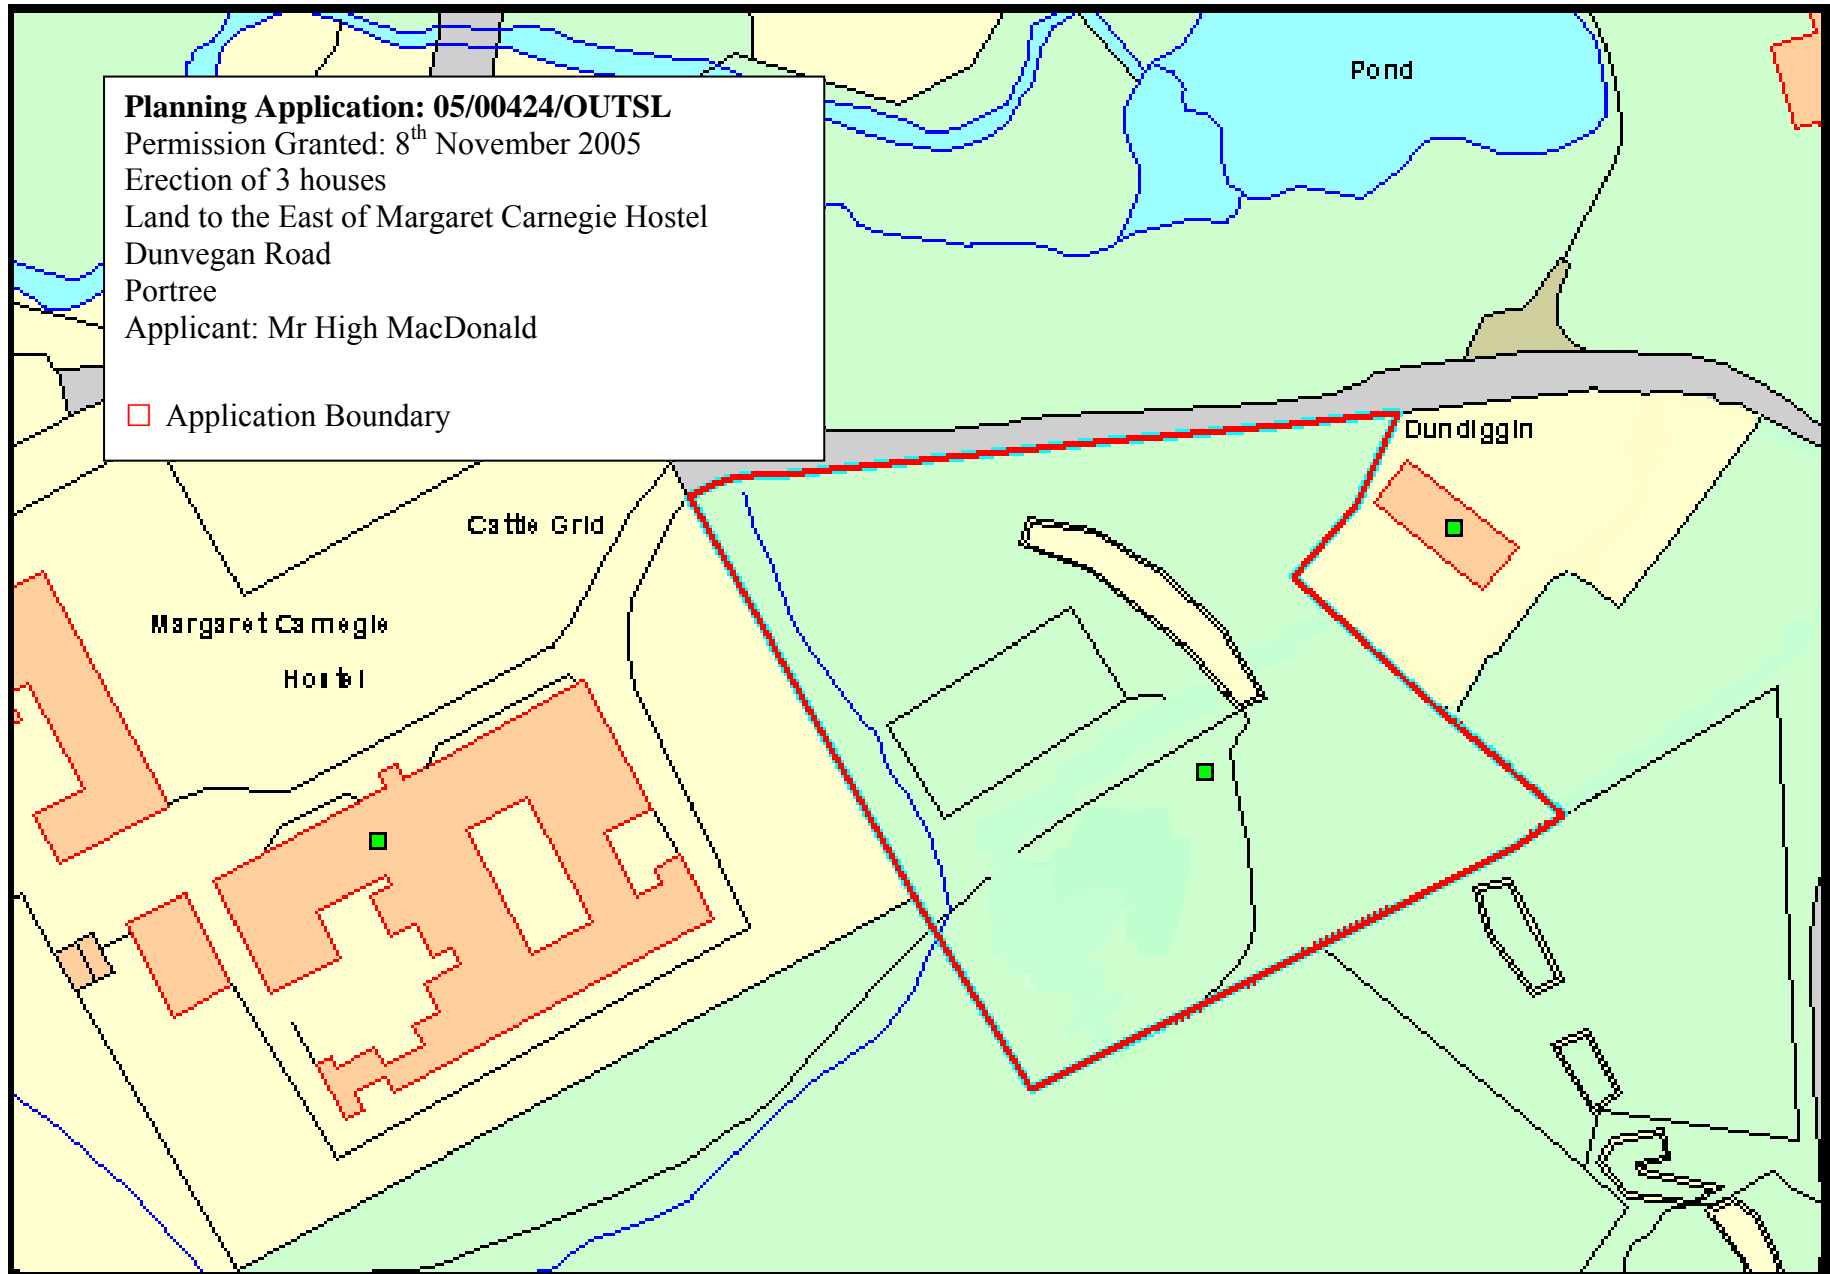 Planning Application: 05/00424/OUTSL
Permission Granted: 8th November 2005
Erection of 3 houses
Land to the East of Margaret Carnegie Hostel
Dunvegan Road
Portree
Applicant: Mr High MacDonald
Application Boundary
Pond
Dundiggin
Cattle Grid
Margaret Carnegie
Hostel